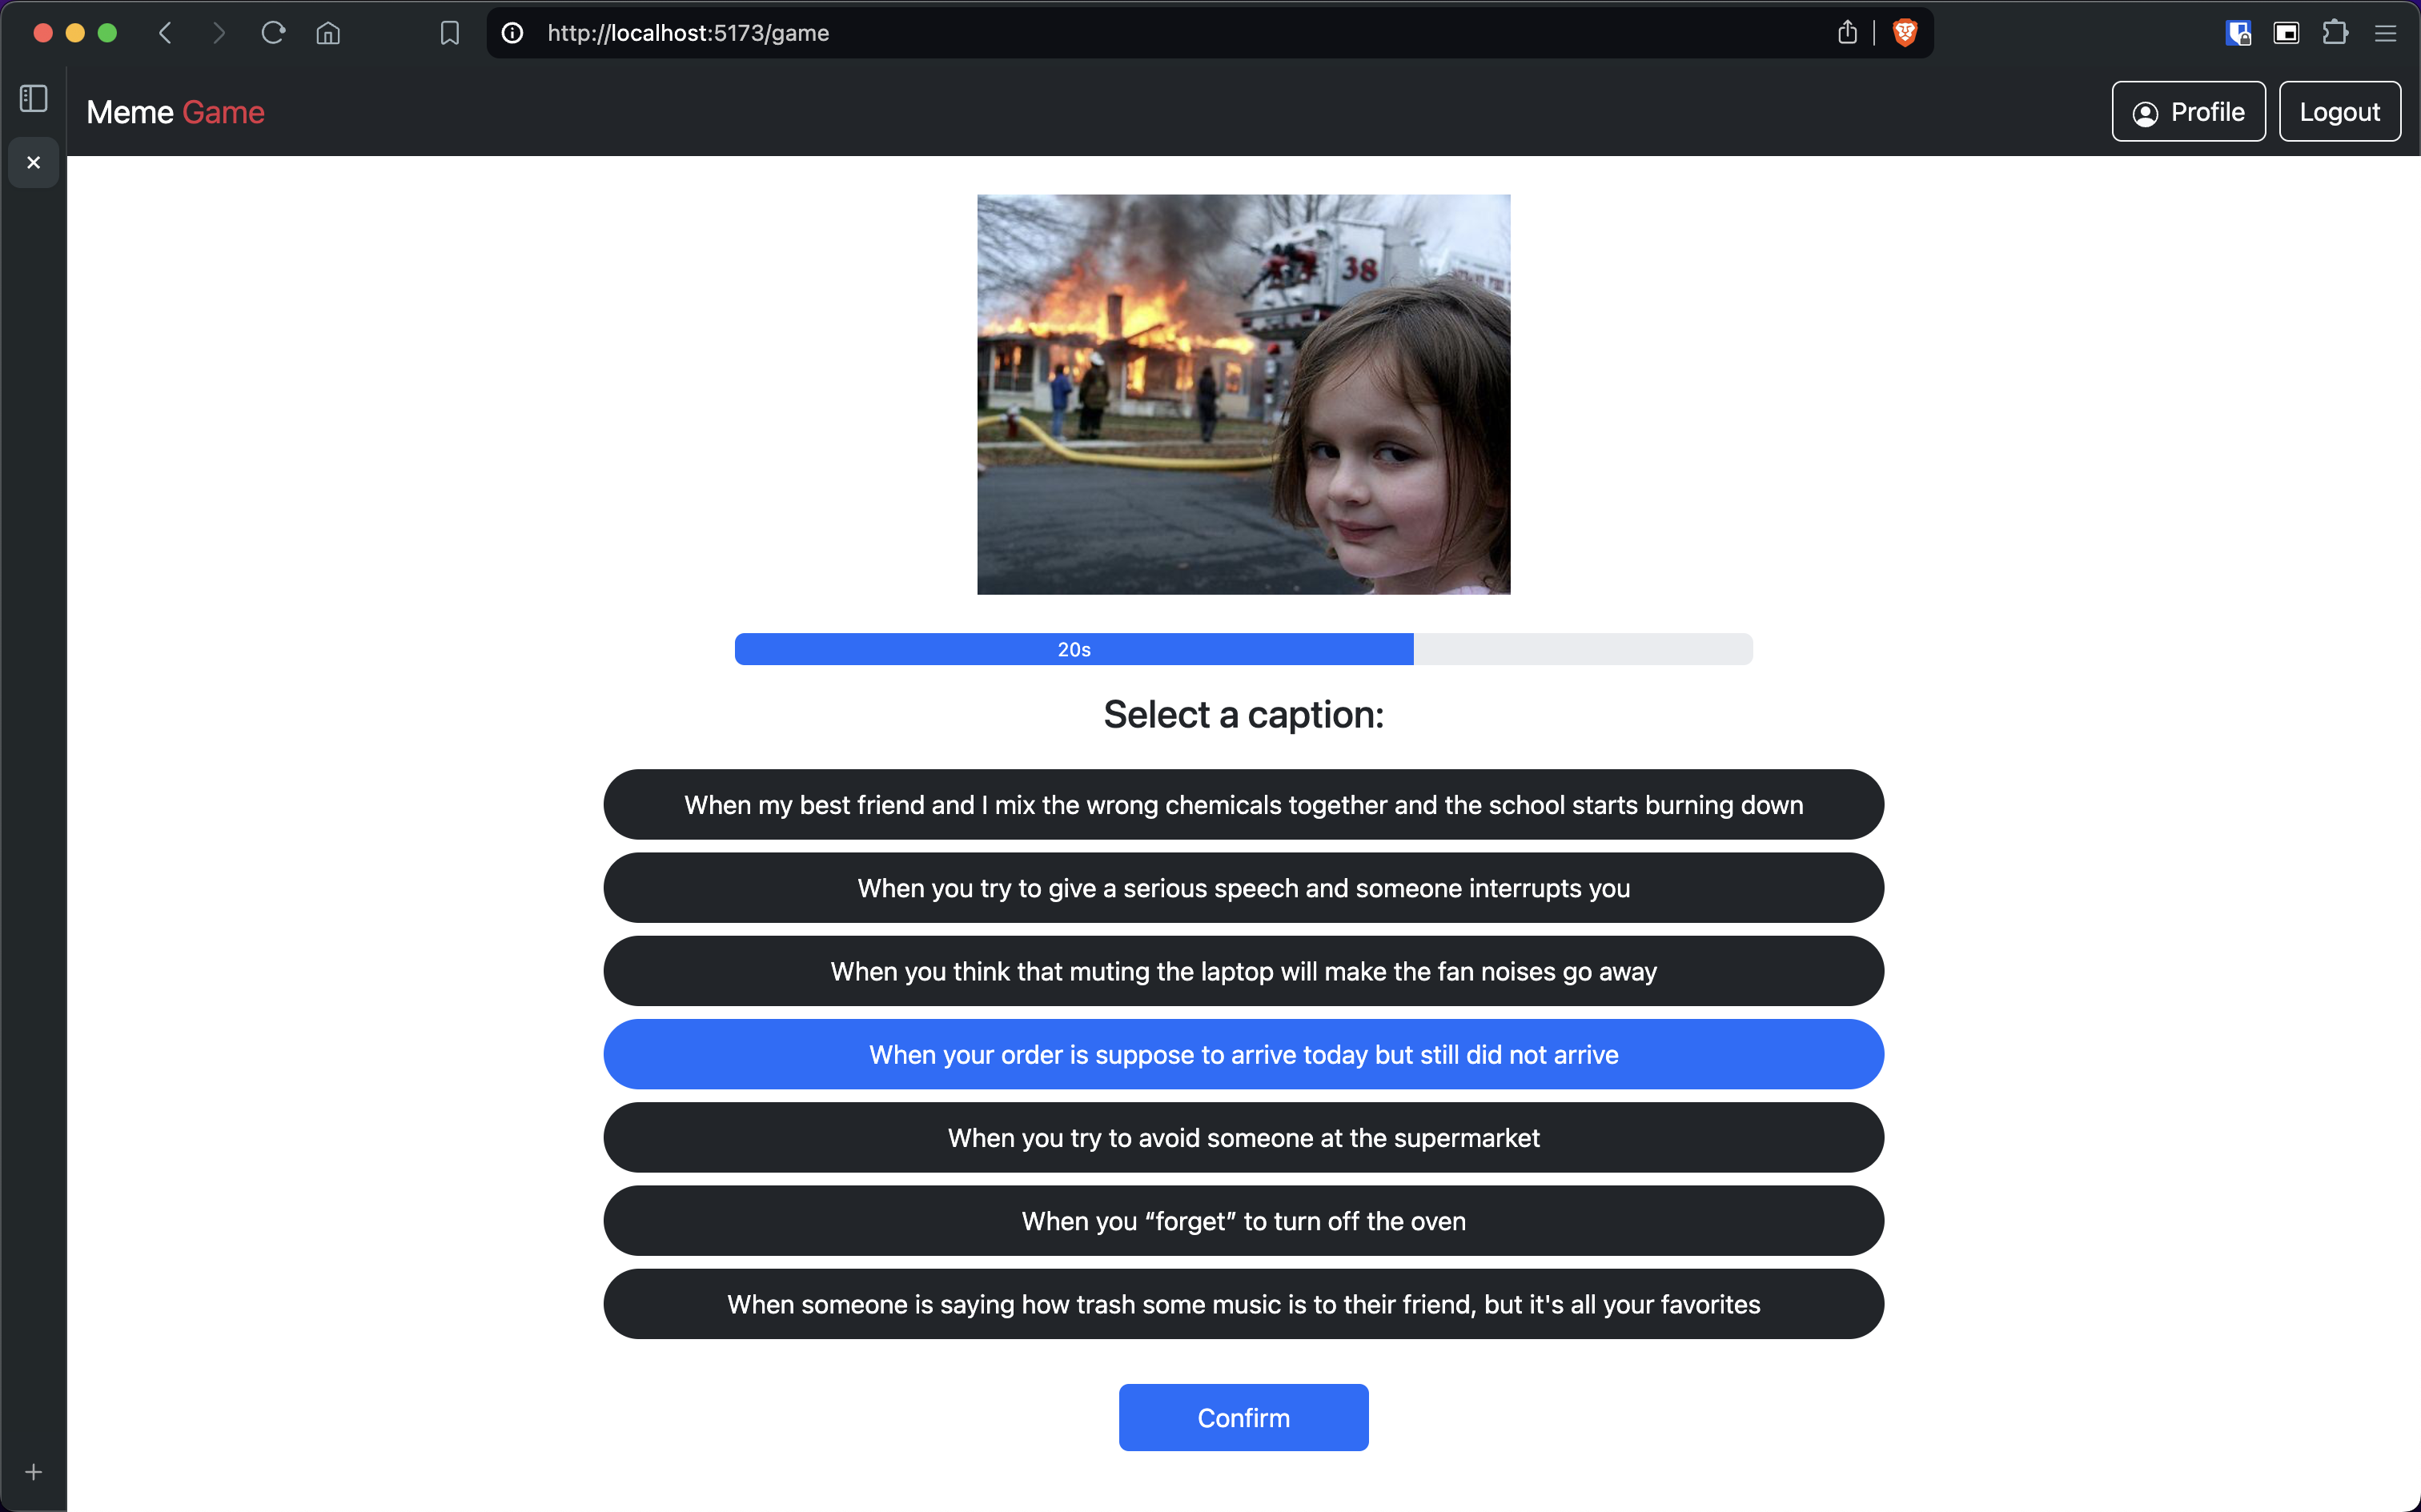 http://localhost:5173/game
Meme Game
Profile
Logout
38
20s
Select a caption:
When my best friend and I mix the wrong chemicals together and the school starts burning down
When you try to give a serious speech and someone interrupts you
When you think that muting the laptop will make the fan noises go away
When your order is suppose to arrive today but still did not arrive
When you try to avoid someone at the supermarket
When you “forget” to turn off the oven
When someone is saying how trash some music is to their friend, but it's all your favorites
Confirm